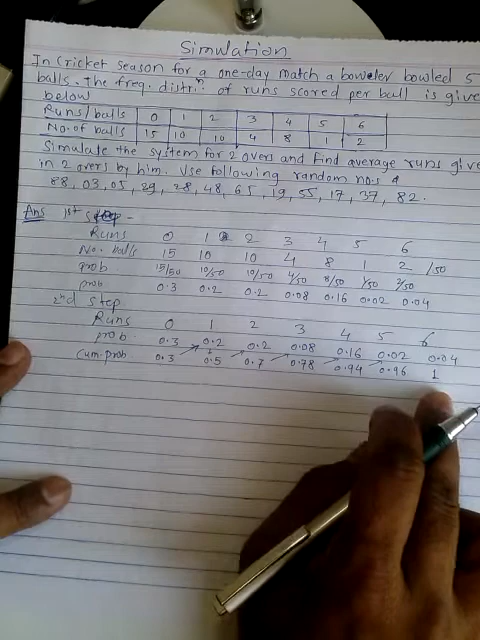 Simulation
In Cricket season for a one-day match a bowler bowled 5
balls. The freq. distriⁿ. of runs scored per ball is give
below
Runs/balls 0 1 2 3 4 5 6
No. of balls 15 10 10 4 8 1 2
Simulate the system for 2 overs and find average runs give
in 2 overs by him. Use following random no.s
88, 03, 05, 29, 28, 48, 65, 19, 55, 17, 37, 82.
Ans 1st step -
Runs 0 1 2 3 4 5 6
No. balls 15 10 10 4 8 1 2 /50
prob 15/50 10/50 10/50 4/50 8/50 1/50 2/50
prob 0.3 0.2 0.2 0.08 0.16 0.02 0.04
2nd step
Runs 0 1 2 3 4 5 6
prob. 0.3 0.2 0.2 0.08 0.16 0.02 0.04
cum.prob 0.3 0.5 0.7 0.78 0.94 0.96 1